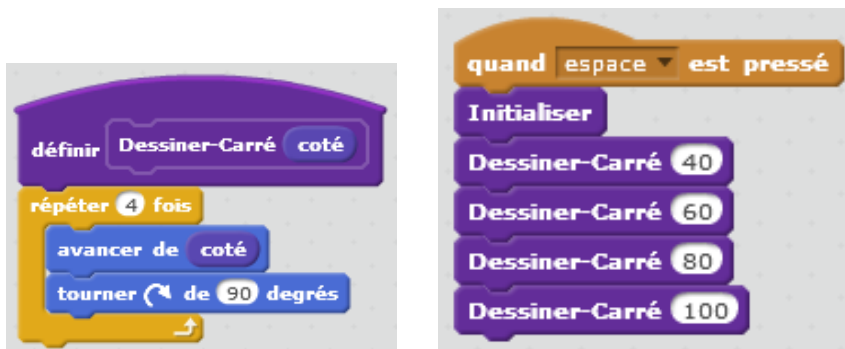 définir Dessiner-Carré coté
répéter 4 fois
avancer de coté
tourner de 90 degrés
quand espace est pressé
Initialiser
Dessiner-Carré 40
Dessiner-Carré 60
Dessiner-Carré 80
Dessiner-Carré 100